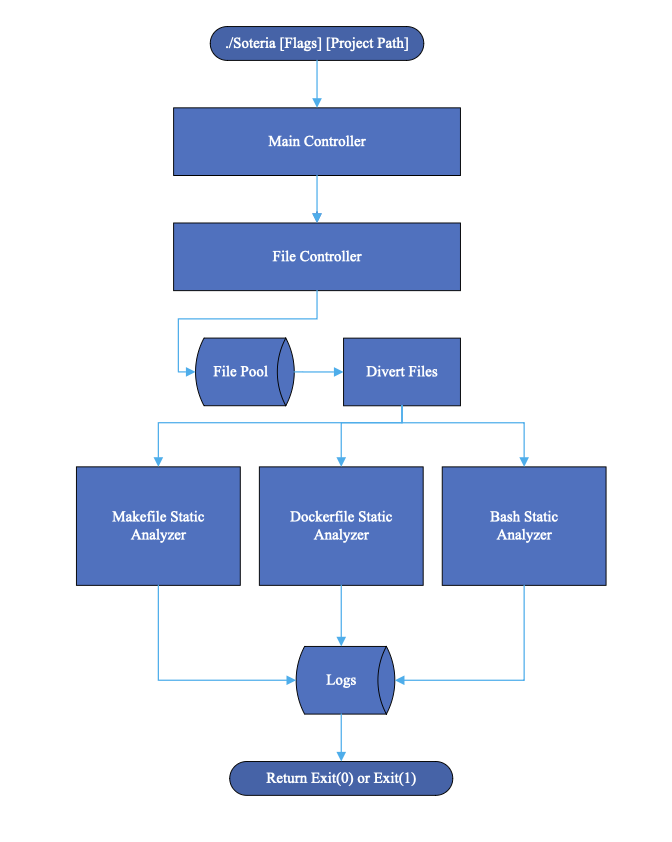 ./Soteria [Flags] [Project Path]
Main Controller
File Controller
File Pool
Divert Files
Makefile Static
Analyzer
Dockerfile Static
Analyzer
Bash Static
Analyzer
Logs
Return Exit(0) or Exit(1)